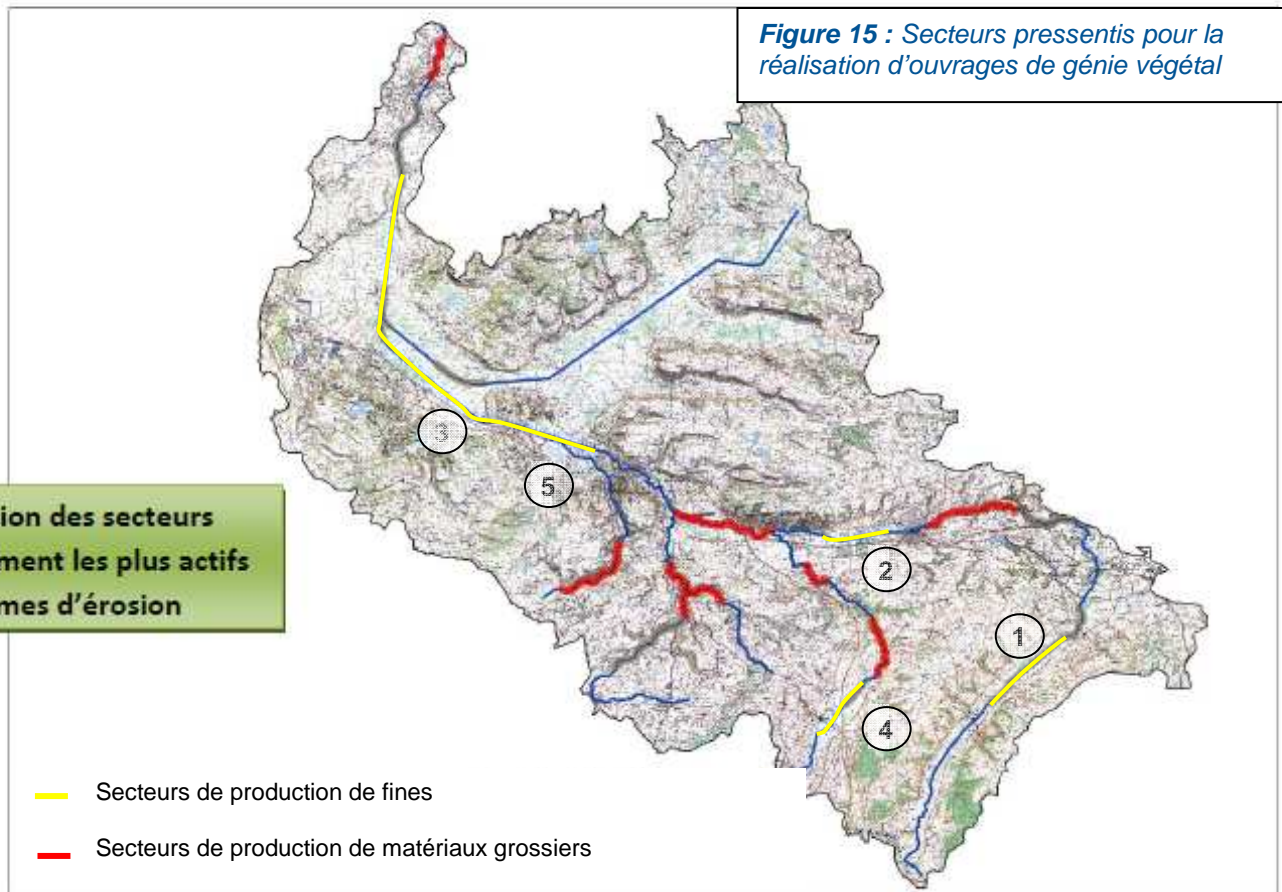 Figure 15 : Secteurs pressentis pour la
réalisation d'ouvrages de génie végétal
3
5
2
1
4
ion des secteurs
ment les plus actifs
mes d'érosion
Secteurs de production de fines
Secteurs de production de matériaux grossiers